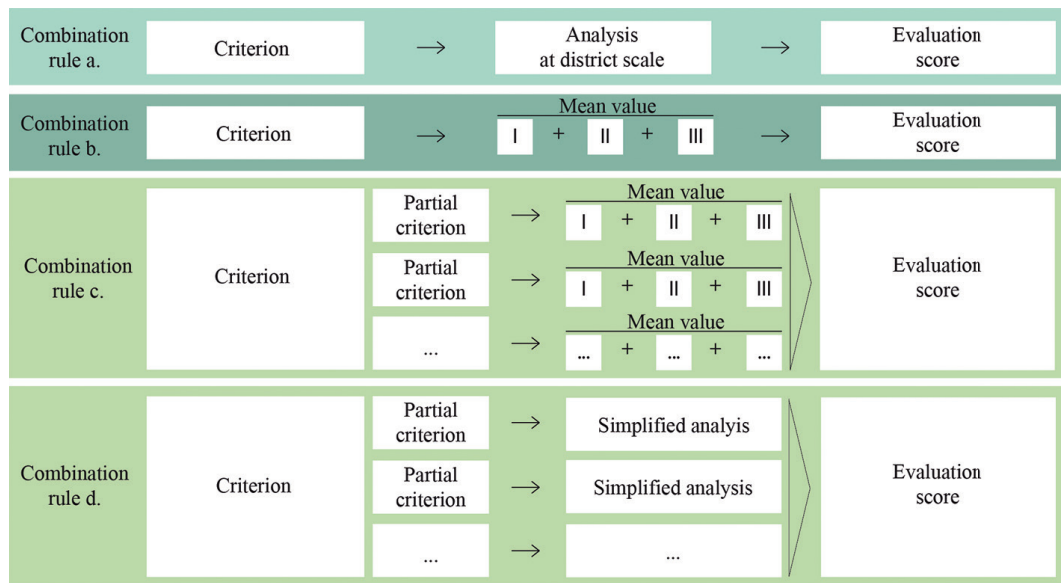 Combination
rule a.
Criterion
→
Analysis
at district scale
→
Evaluation
score
Combination
rule b.
Criterion
→
Mean value
I + II + III
→
Evaluation
score
Combination
rule c.
Criterion
Partial
criterion
→
Mean value
I + II + III
Partial
criterion
→
Mean value
I + II + III
...
→
Mean value
... + ... + ...
Evaluation
score
Combination
rule d.
Criterion
Partial
criterion
→
Simplified analyis
Partial
criterion
→
Simplified analysis
...
→
...
Evaluation
score